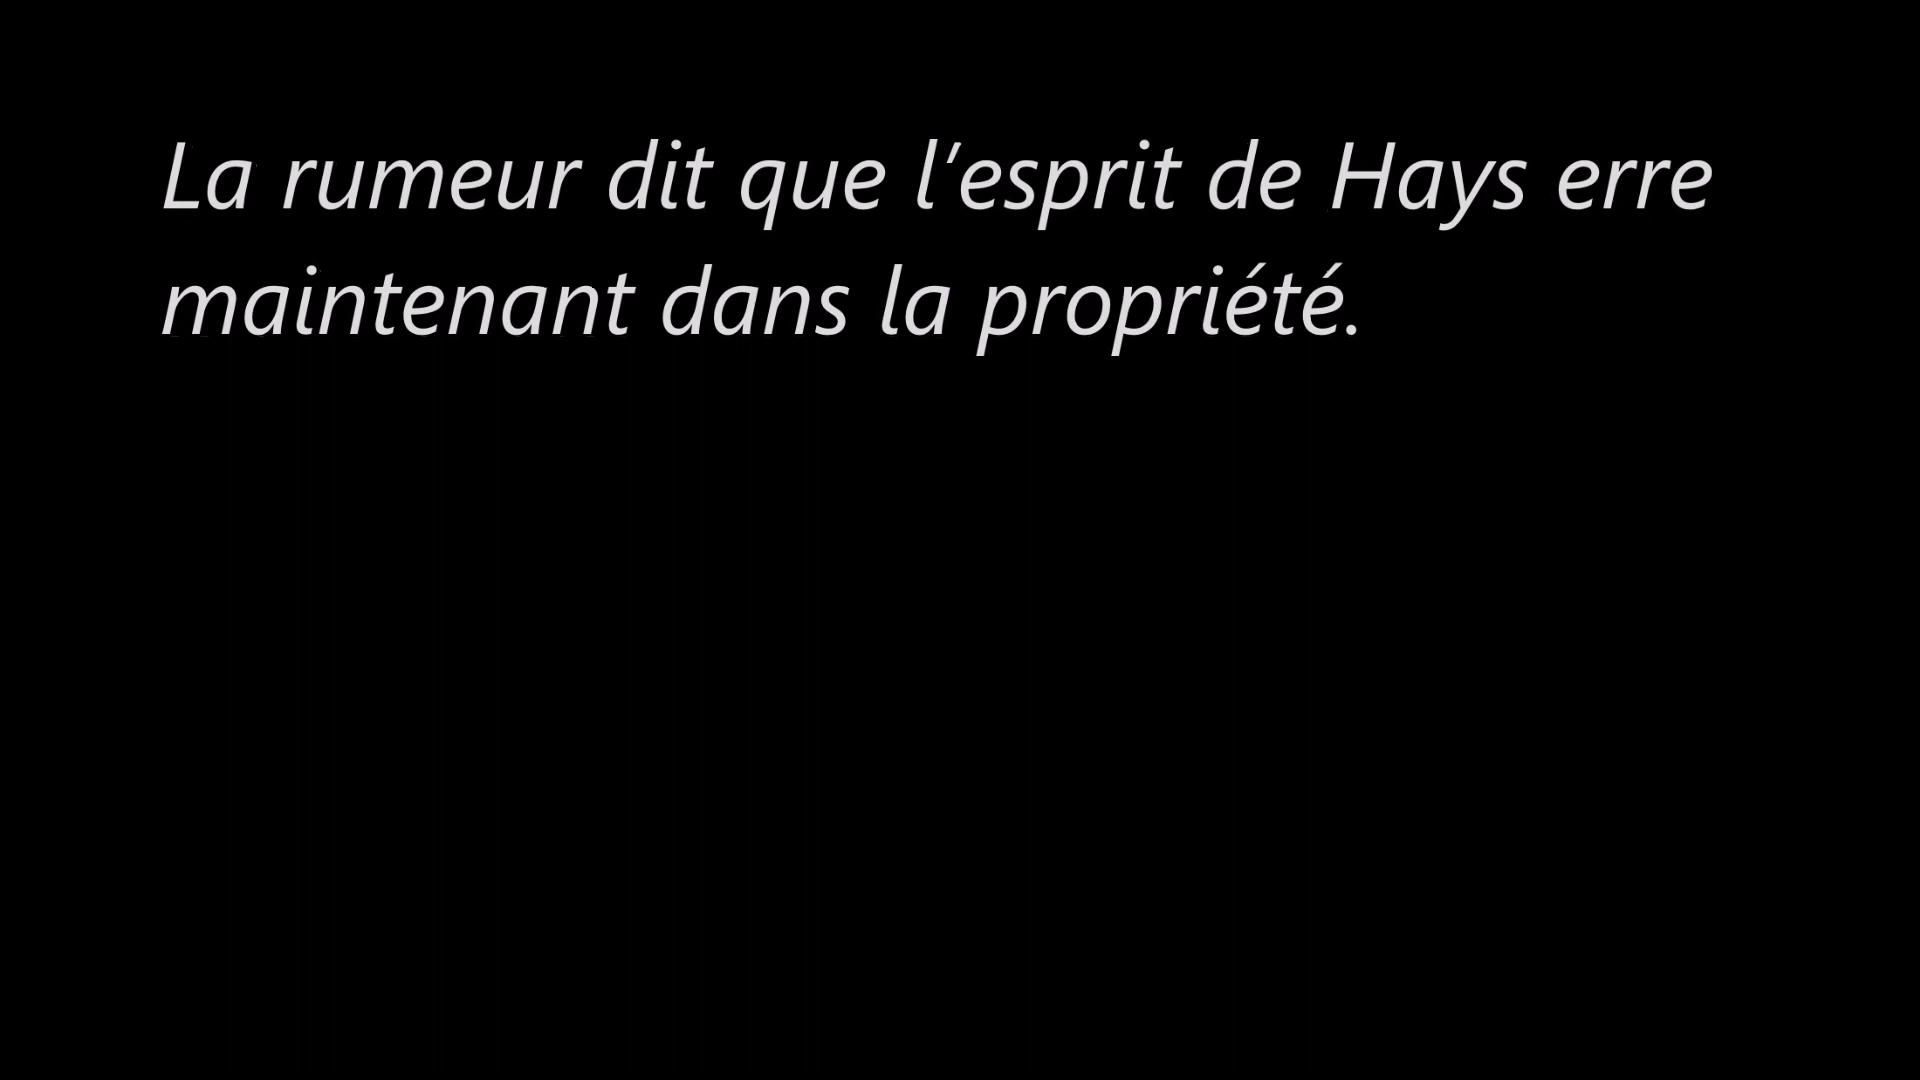 La rumeur dit que l’esprit de Hays erre
maintenant dans la propriété.